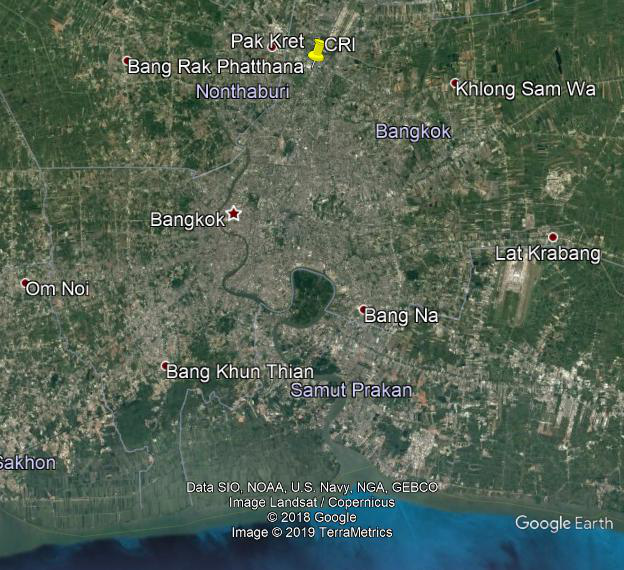 Pak Kret
CRI
Bang Rak Phatthana
Nonthaburi
Khlong Sam Wa
Bangkok
Bangkok
Lat Krabang
Om Noi
Bang Na
Bang Khun Thian
Samut Prakan
Sakhon
Data SIO, NOAA, U.S. Navy, NGA, GEBCO
Image Landsat / Copernicus
© 2018 Google
Image © 2019 TerraMetrics
Google Earth